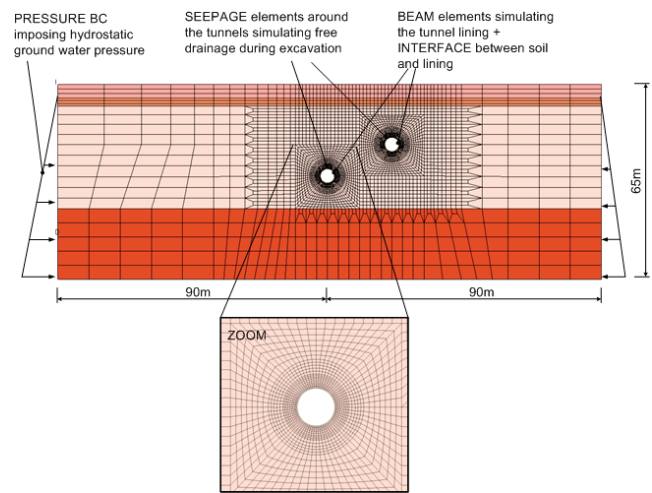 PRESSURE BC
imposing hydrostatic
ground water pressure
SEEPAGE elements around
the tunnels simulating free
drainage during excavation
BEAM elements simulating
the tunnel lining +
INTERFACE between soil
and lining
65m
90m
90m
ZOOM